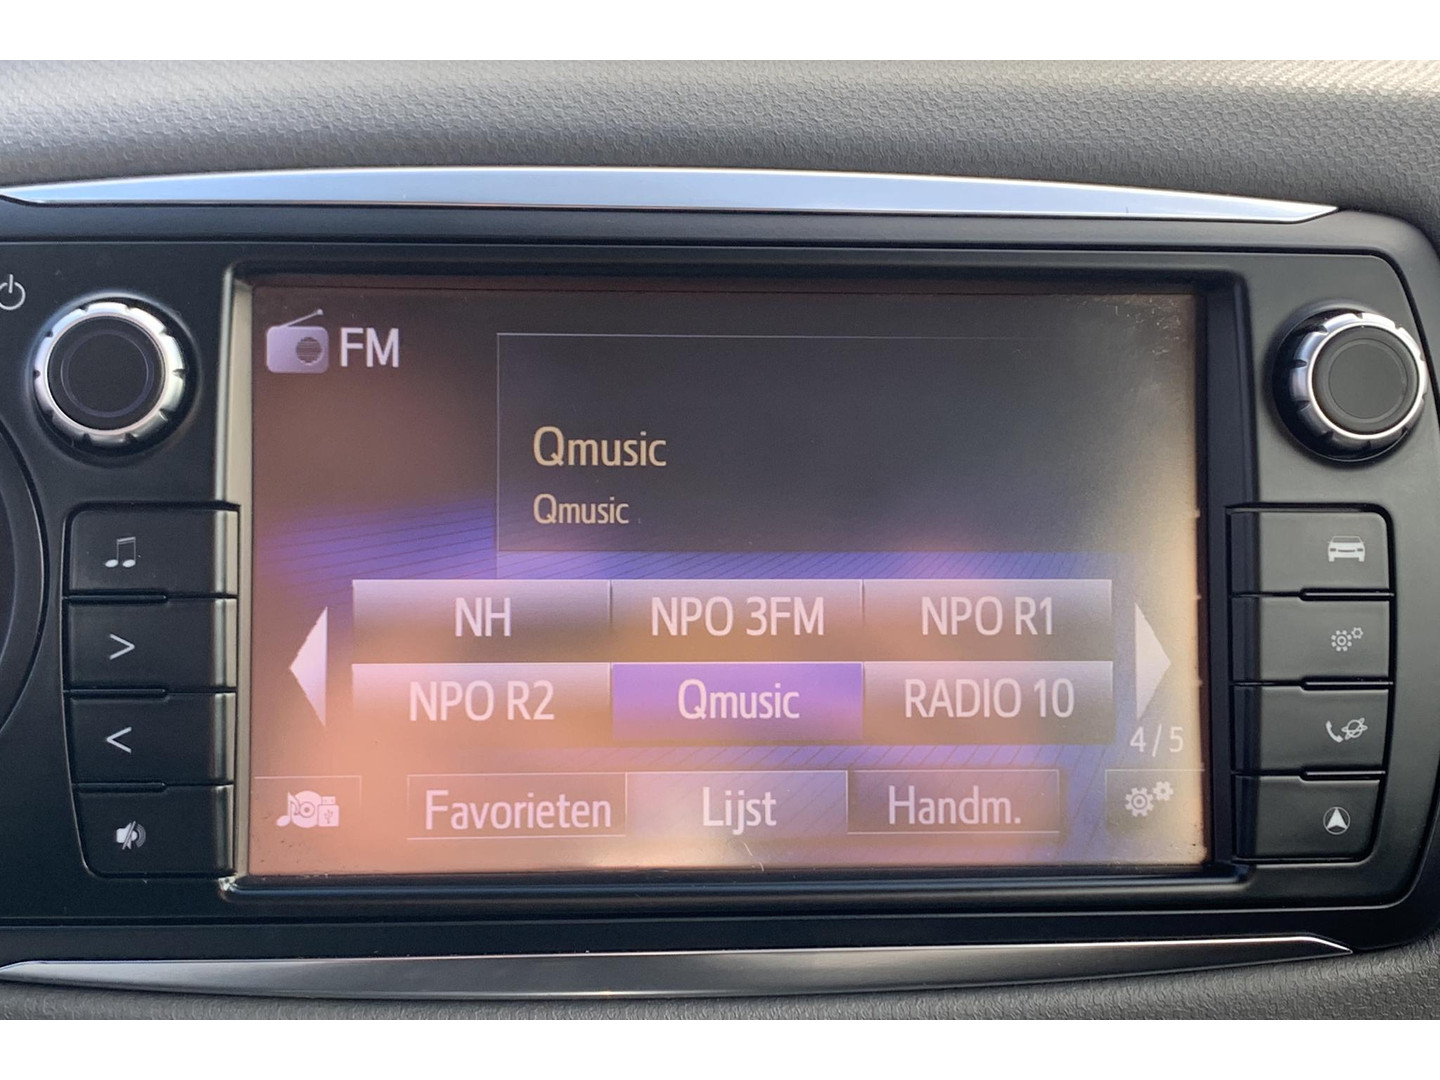 FM
Qmusic
Qmusic
NH NPO 3FM NPO R1
NPO R2 Qmusic RADIO 10
4/5
Favorieten Lijst Handm.